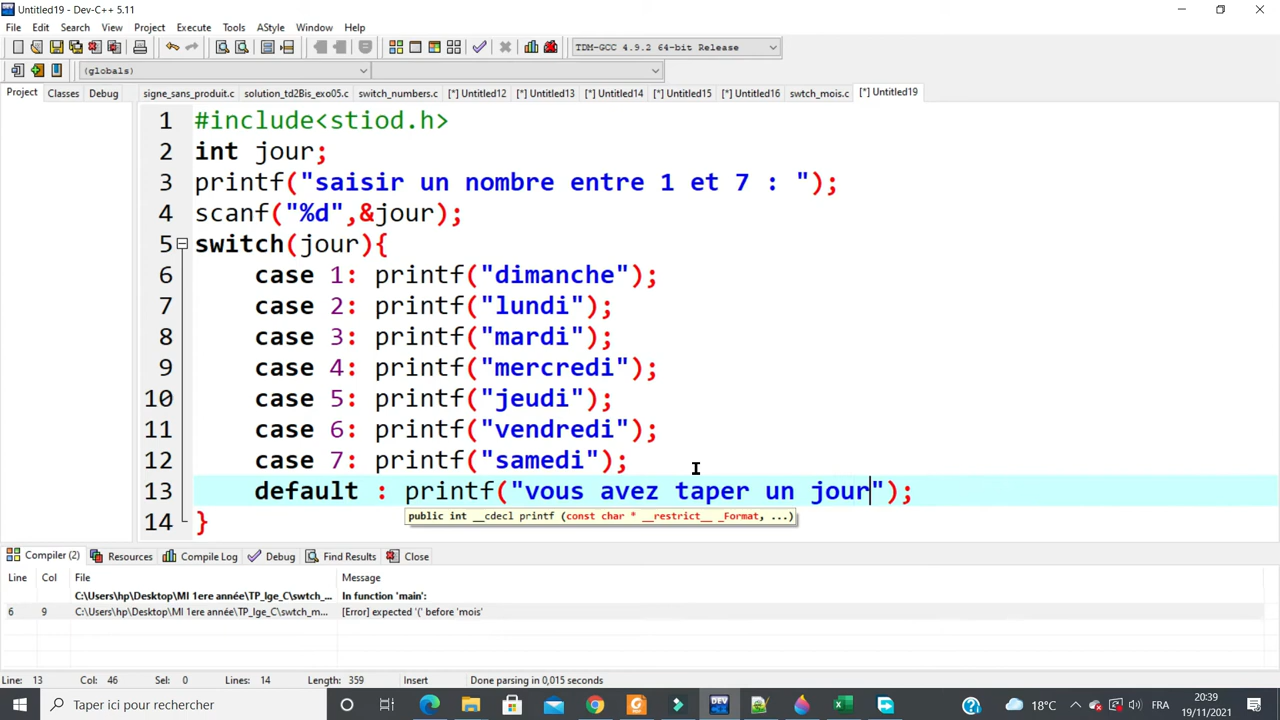 Untitled19 - Dev-C++ 5.11
File Edit Search View Project Execute Tools AStyle Window Help
TDM-GCC 4.9.2 64-bit Release
(globals)
Project Classes Debug signe_sans_produit.c solution_td2Bis_exo05.c switch_numbers.c [*] Untitled12 [*] Untitled13 [*] Untitled14 [*] Untitled15 [*] Untitled16 swtch_mois.c [*] Untitled19
1 #include<stiod.h>
2 int jour;
3 printf("saisir un nombre entre 1 et 7 : ");
4 scanf("%d",&jour);
5 switch(jour){
6 case 1: printf("dimanche");
7 case 2: printf("lundi");
8 case 3: printf("mardi");
9 case 4: printf("mercredi");
10 case 5: printf("jeudi");
11 case 6: printf("vendredi");
12 case 7: printf("samedi");
13 default : printf("vous avez taper un jour");
public int __cdecl printf (const char * __restrict__ _Format, ...)
14 }
Compiler (2) Resources Compile Log Debug Find Results Close
Line Col File Message
C:\Users\hp\Desktop\MI 1ere année\TP_lge_C\swtch_... In function 'main':
6 9 C:\Users\hp\Desktop\MI 1ere année\TP_lge_C\swtch_m... [Error] expected '(' before 'mois'
Line: 13 Col: 46 Sel: 0 Lines: 14 Length: 359 Insert Done parsing in 0,015 seconds
Taper ici pour rechercher
DEV
18°C
FRA
20:39
19/11/2021